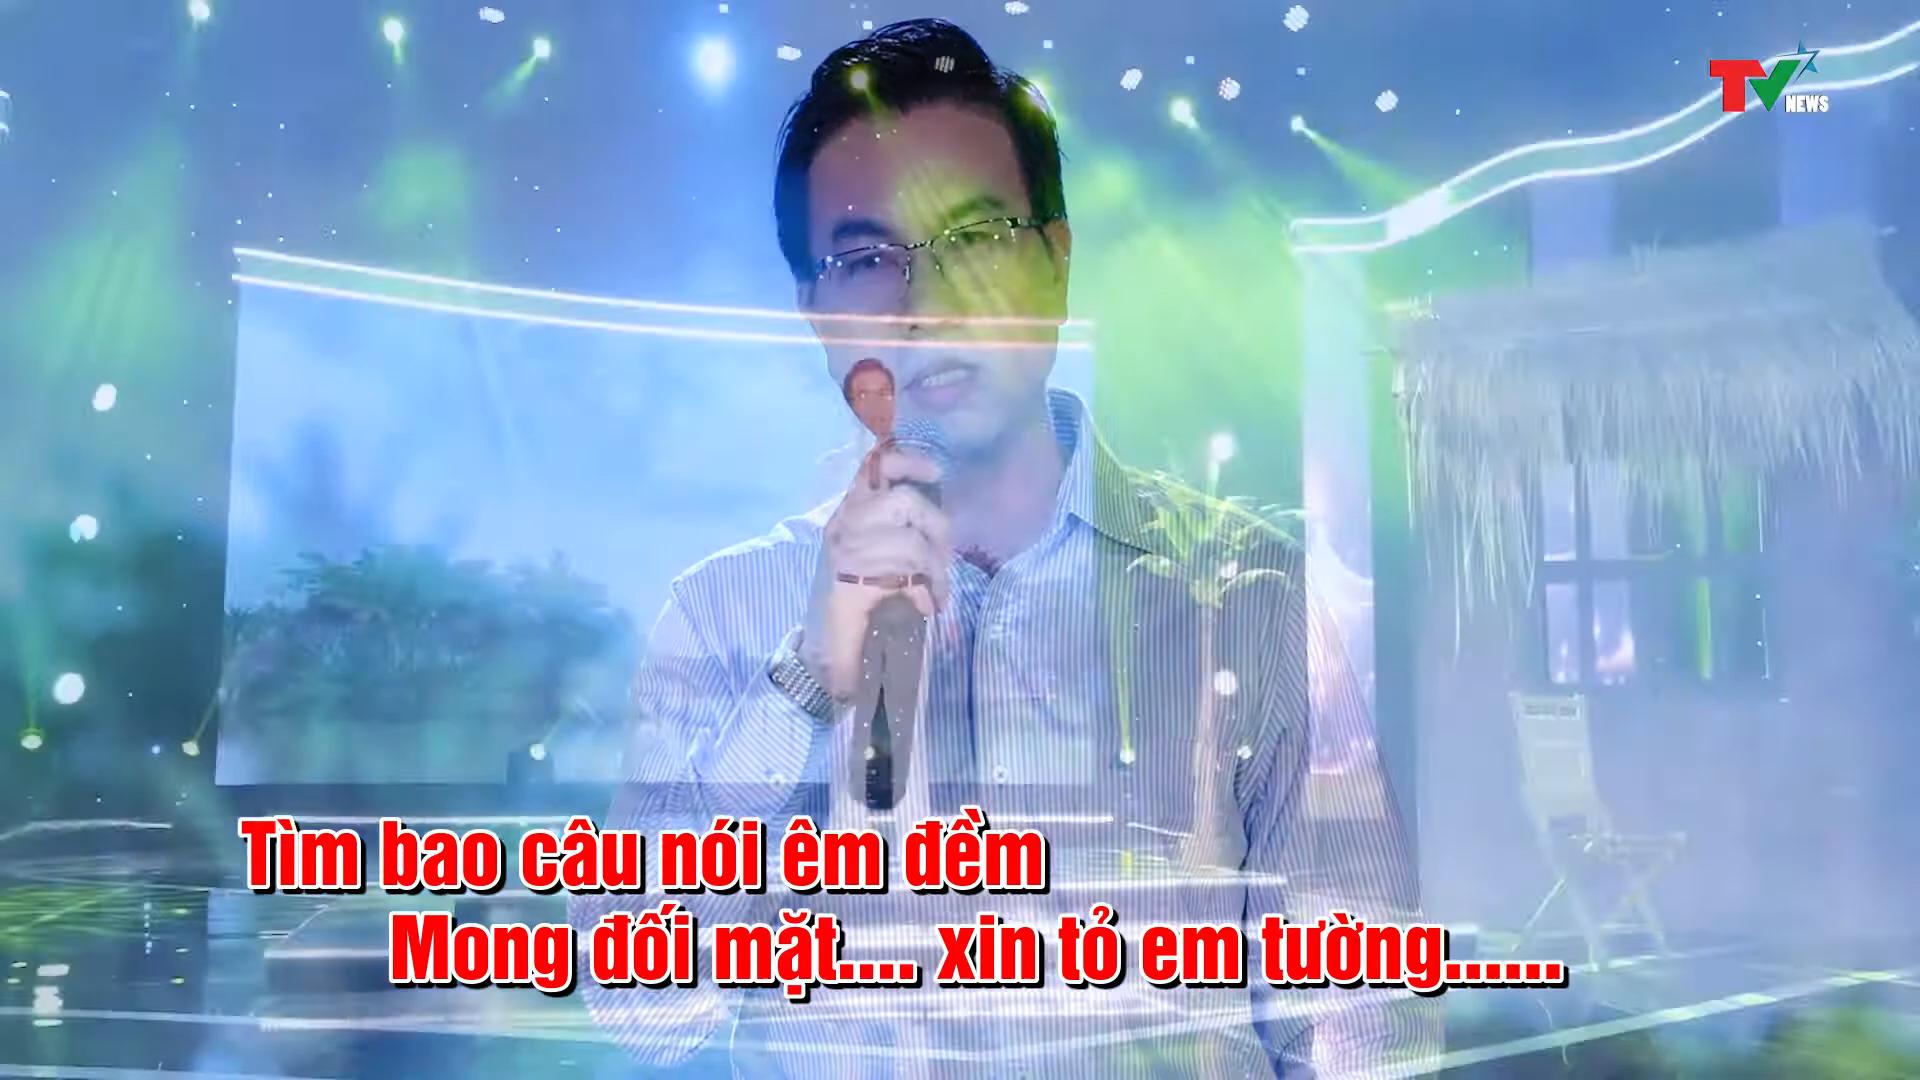 TV NEWS
Tìm bao câu nói êm đềm
Mong đối mặt.... xin tỏ em tường......